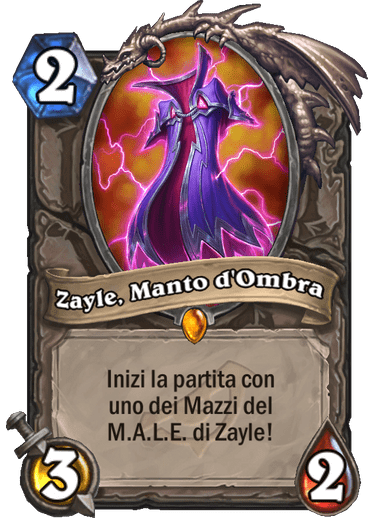 2
Zayle, Manto d'Ombra
Inizi la partita con
uno dei Mazzi del
M.A.L.E. di Zayle!
3
2